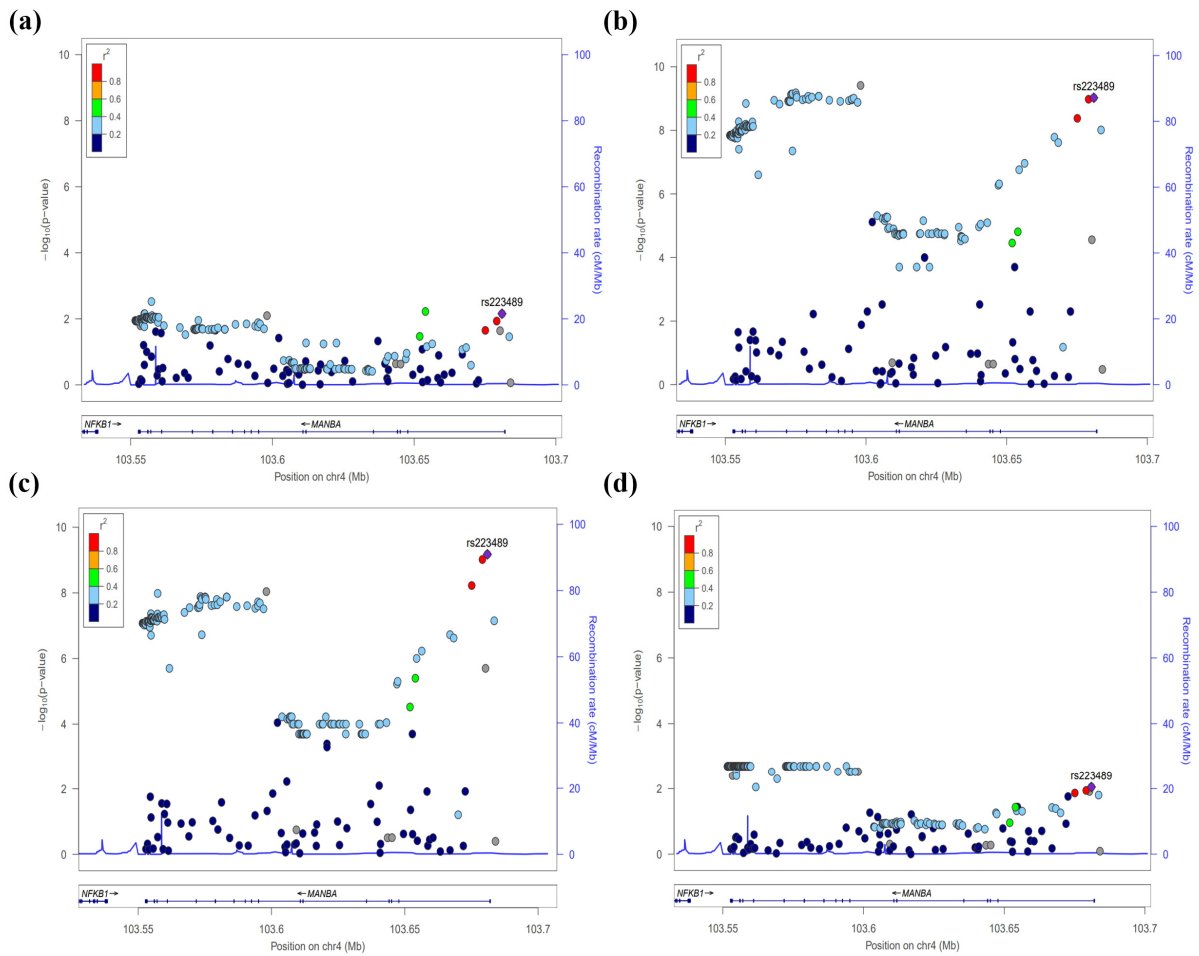 (a)
r²
0.8
0.6
0.4
0.2
rs223489
10
8
6
4
2
0
−log₁₀(p−value)
100
80
60
40
20
0
Recombination rate (cM/Mb)
NFKB1→
←MANBA
103.55
103.6
103.65
103.7
Position on chr4 (Mb)
(b)
r²
0.8
0.6
0.4
0.2
rs223489
10
8
6
4
2
0
−log₁₀(p−value)
100
80
60
40
20
0
Recombination rate (cM/Mb)
NFKB1→
←MANBA
103.55
103.6
103.65
103.7
Position on chr4 (Mb)
(c)
r²
0.8
0.6
0.4
0.2
rs223489
10
8
6
4
2
0
−log₁₀(p−value)
100
80
60
40
20
0
Recombination rate (cM/Mb)
NFKB1→
←MANBA
103.55
103.6
103.65
103.7
Position on chr4 (Mb)
(d)
r²
0.8
0.6
0.4
0.2
rs223489
10
8
6
4
2
0
−log₁₀(p−value)
100
80
60
40
20
0
Recombination rate (cM/Mb)
NFKB1→
←MANBA
103.55
103.6
103.65
103.7
Position on chr4 (Mb)